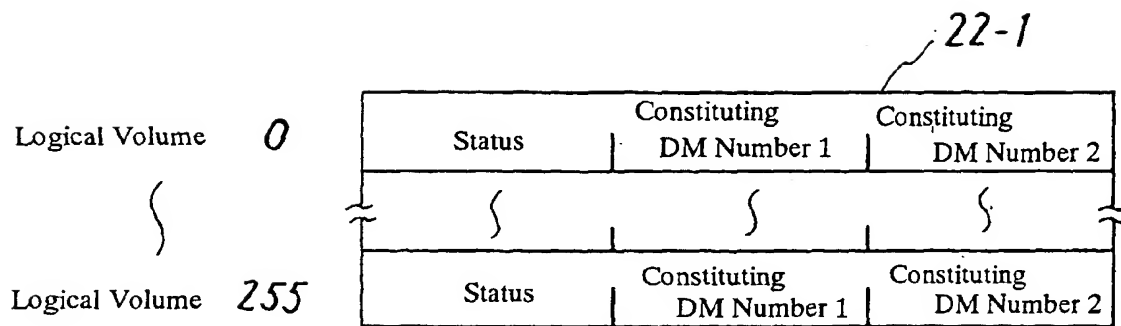 22-1
Logical Volume 0 Status Constituting DM Number 1 Constituting DM Number 2
Logical Volume 255 Status Constituting DM Number 1 Constituting DM Number 2